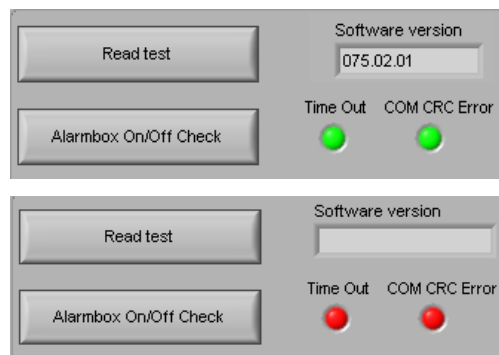 Software version
Read test
075.02.01
Time Out COM CRC Error
Alarmbox On/Off Check
Software version
Read test
Time Out COM CRC Error
Alarmbox On/Off Check